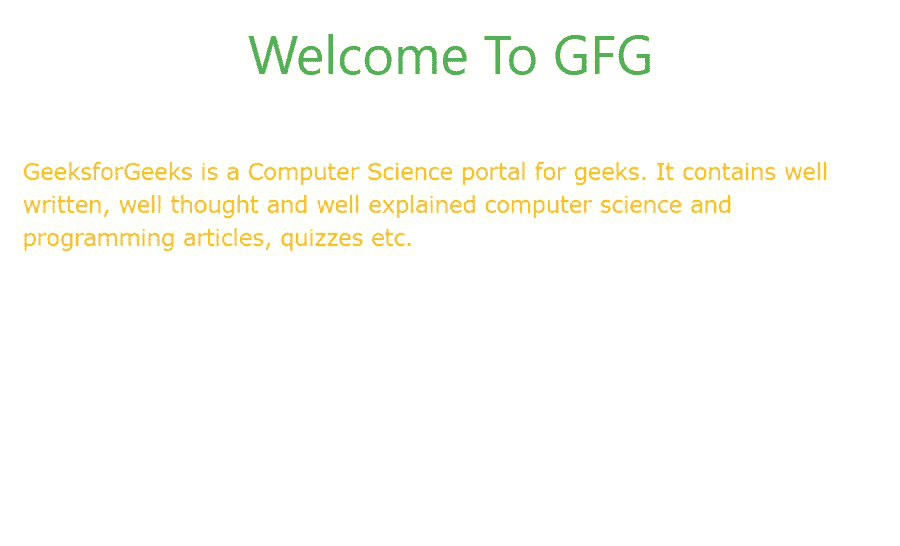 Welcome To GFG
GeeksforGeeks is a Computer Science portal for geeks. It contains well
written, well thought and well explained computer science and
programming articles, quizzes etc.